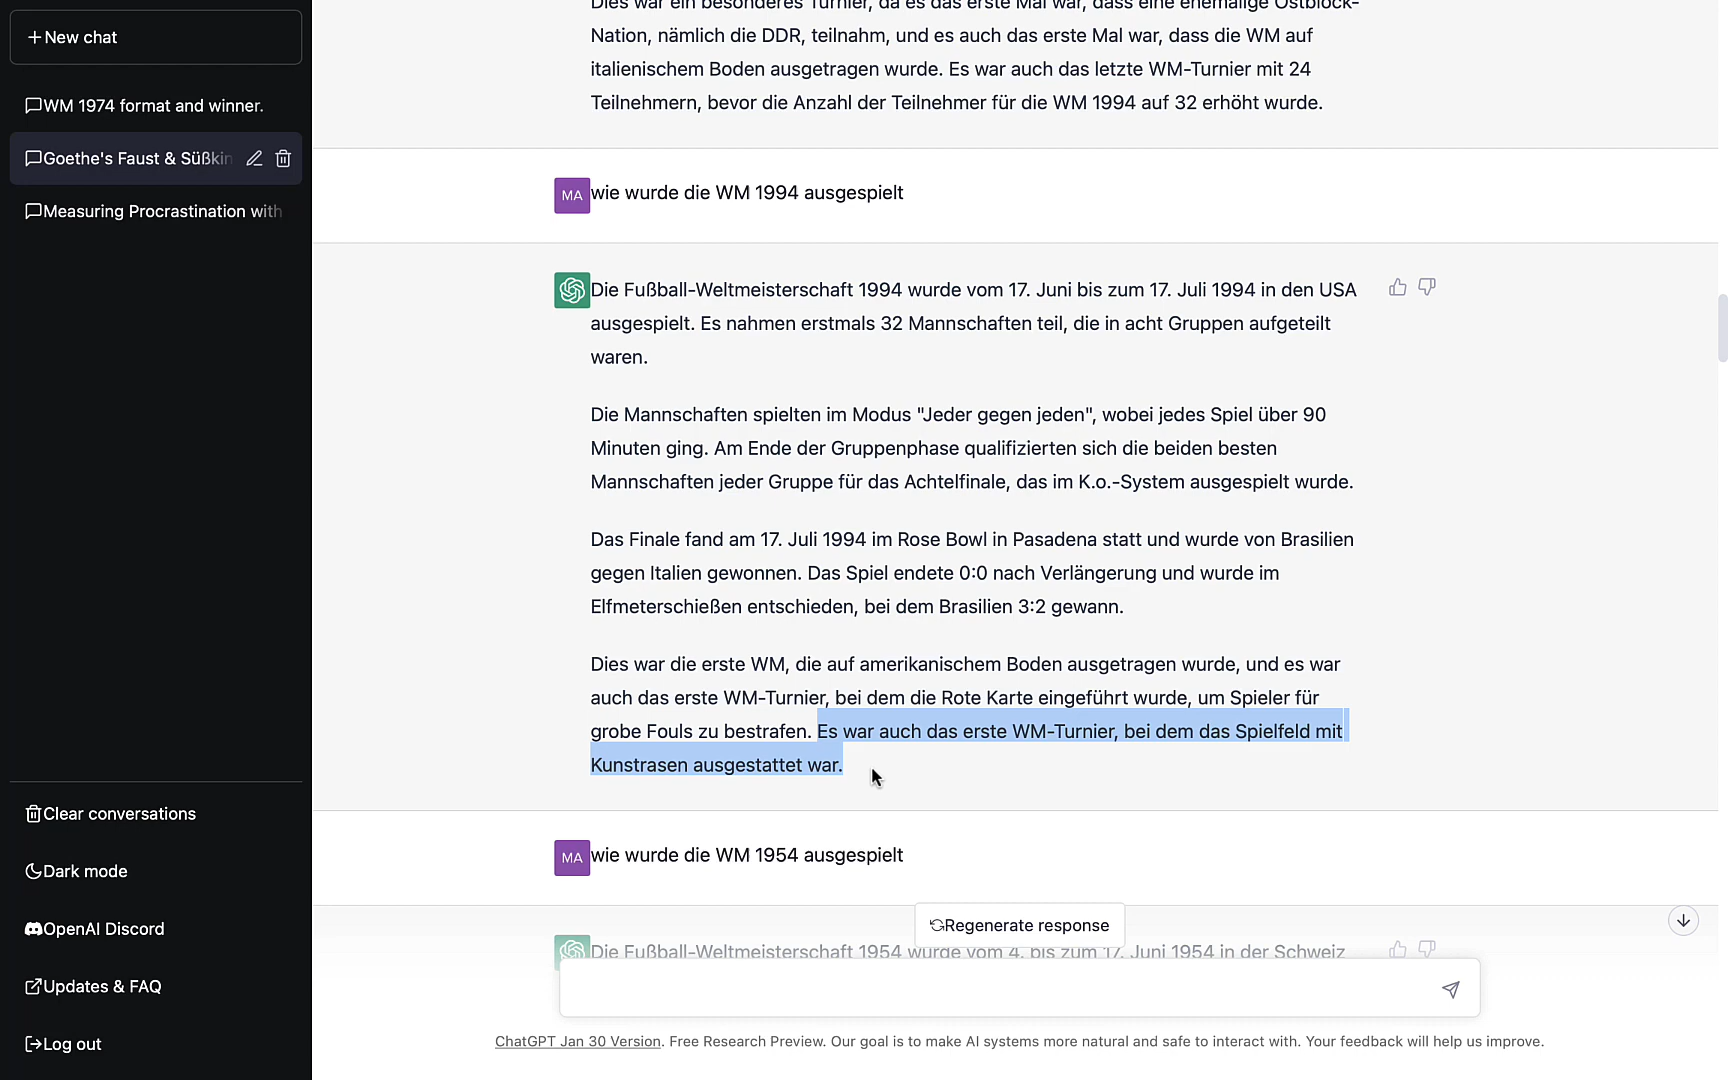 New chat
WM 1974 format and winner.
Goethe's Faust & Süßkin
Measuring Procrastination with
Clear conversations
Dark mode
OpenAI Discord
Updates & FAQ
Log out
Dies war ein besonderes Turnier, da es das erste Mal war, dass eine ehemalige Ostblock-
Nation, nämlich die DDR, teilnahm, und es auch das erste Mal war, dass die WM auf
italienischem Boden ausgetragen wurde. Es war auch das letzte WM-Turnier mit 24
Teilnehmern, bevor die Anzahl der Teilnehmer für die WM 1994 auf 32 erhöht wurde.
MA
wie wurde die WM 1994 ausgespielt
Die Fußball-Weltmeisterschaft 1994 wurde vom 17. Juni bis zum 17. Juli 1994 in den USA
ausgespielt. Es nahmen erstmals 32 Mannschaften teil, die in acht Gruppen aufgeteilt
waren.
Die Mannschaften spielten im Modus "Jeder gegen jeden", wobei jedes Spiel über 90
Minuten ging. Am Ende der Gruppenphase qualifizierten sich die beiden besten
Mannschaften jeder Gruppe für das Achtelfinale, das im K.o.-System ausgespielt wurde.
Das Finale fand am 17. Juli 1994 im Rose Bowl in Pasadena statt und wurde von Brasilien
gegen Italien gewonnen. Das Spiel endete 0:0 nach Verlängerung und wurde im
Elfmeterschießen entschieden, bei dem Brasilien 3:2 gewann.
Dies war die erste WM, die auf amerikanischem Boden ausgetragen wurde, und es war
auch das erste WM-Turnier, bei dem die Rote Karte eingeführt wurde, um Spieler für
grobe Fouls zu bestrafen. Es war auch das erste WM-Turnier, bei dem das Spielfeld mit
Kunstrasen ausgestattet war.
MA
wie wurde die WM 1954 ausgespielt
Regenerate response
Die Fußball-Weltmeisterschaft 1954 wurde vom 4. bis zum 17. Juni 1954 in der Schweiz
ChatGPT Jan 30 Version. Free Research Preview. Our goal is to make AI systems more natural and safe to interact with. Your feedback will help us improve.